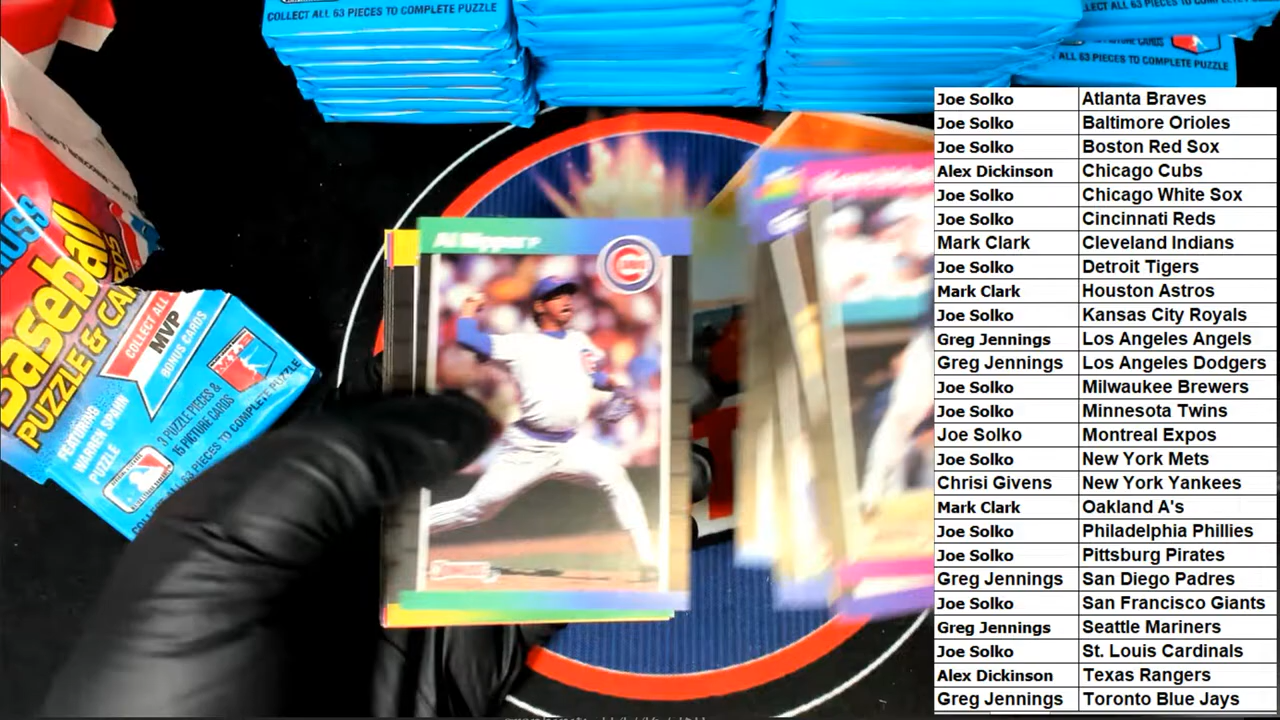 COLLECT ALL 63 PIECES TO COMPLETE PUZZLE
ALL 63 PIECES TO COMPLETE PUZZLE
Baseball
PUZZLE & CA
COLLECT ALL
MVP
BONUS CARDS
FEATURING
WARREN SPAHN
PUZZLE
3 PUZZLE PIECES &
15 PICTURE CARDS
63 PIECES TO COMPLETE PUZZLE
Al Nipper P
Joe Solko Atlanta Braves
Joe Solko Baltimore Orioles
Joe Solko Boston Red Sox
Alex Dickinson Chicago Cubs
Joe Solko Chicago White Sox
Joe Solko Cincinnati Reds
Mark Clark Cleveland Indians
Joe Solko Detroit Tigers
Mark Clark Houston Astros
Joe Solko Kansas City Royals
Greg Jennings Los Angeles Angels
Greg Jennings Los Angeles Dodgers
Joe Solko Milwaukee Brewers
Joe Solko Minnesota Twins
Joe Solko Montreal Expos
Joe Solko New York Mets
Chrisi Givens New York Yankees
Mark Clark Oakland A's
Joe Solko Philadelphia Phillies
Joe Solko Pittsburg Pirates
Greg Jennings San Diego Padres
Joe Solko San Francisco Giants
Greg Jennings Seattle Mariners
Joe Solko St. Louis Cardinals
Alex Dickinson Texas Rangers
Greg Jennings Toronto Blue Jays